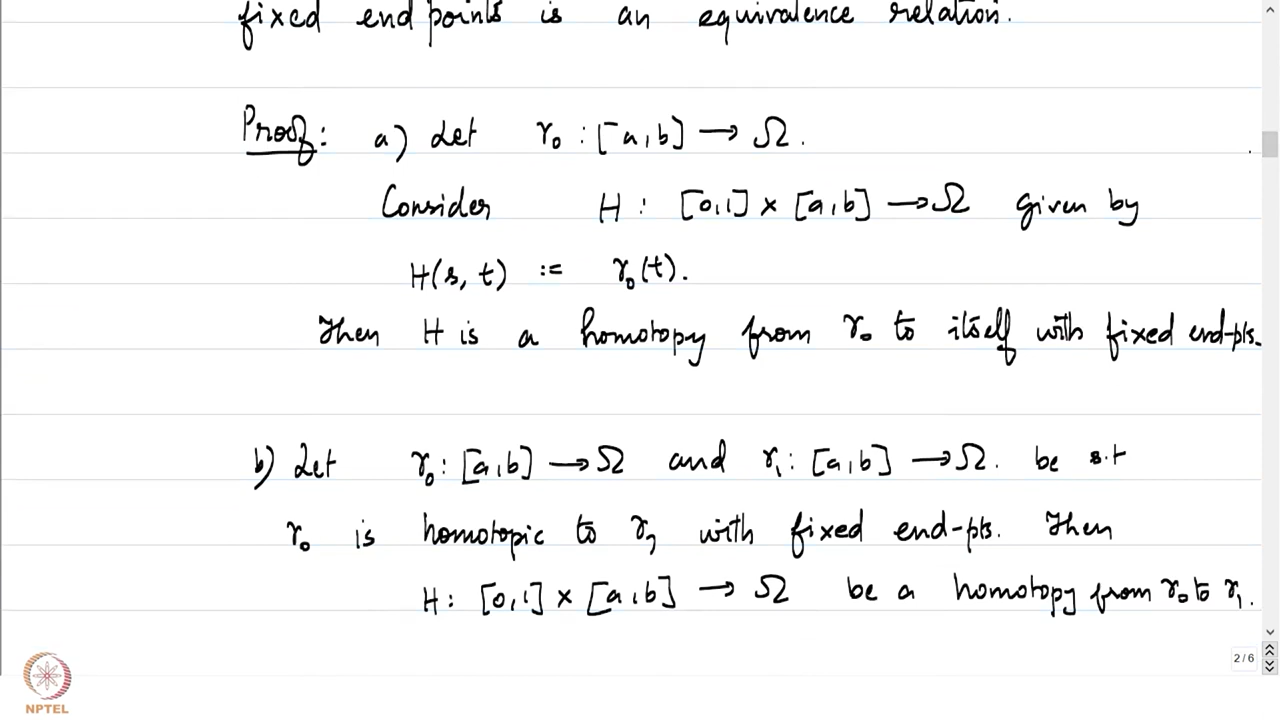 fixed end points is an equivalence relation.
Proof: a) Let γ₀ : [a,b] → Ω.
Consider H : [0,1] × [a,b] → Ω given by
H(s, t) := γ₀(t).
Then H is a homotopy from γ₀ to itself with fixed end-pts.
b) Let γ₀ : [a,b] → Ω and γ₁ : [a,b] → Ω. be s.t
γ₀ is homotopic to γ₁ with fixed end-pts. Then
H : [0,1] × [a,b] → Ω be a homotopy from γ₀ to γ₁.
2 / 6
NPTEL